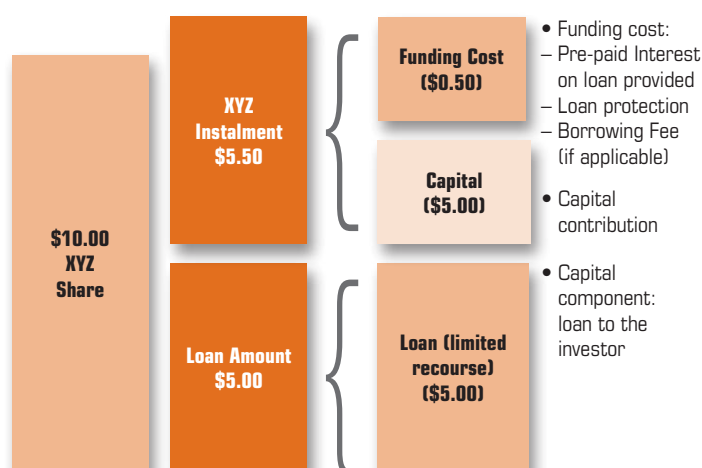 $10.00
XYZ
Share
XYZ
Instalment
$5.50
Funding Cost
($0.50)
• Funding cost:
– Pre-paid Interest
on loan provided
– Loan protection
– Borrowing Fee
(if applicable)
Capital
($5.00)
• Capital
contribution
Loan Amount
$5.00
Loan (limited
recourse)
($5.00)
• Capital
component:
loan to the
investor